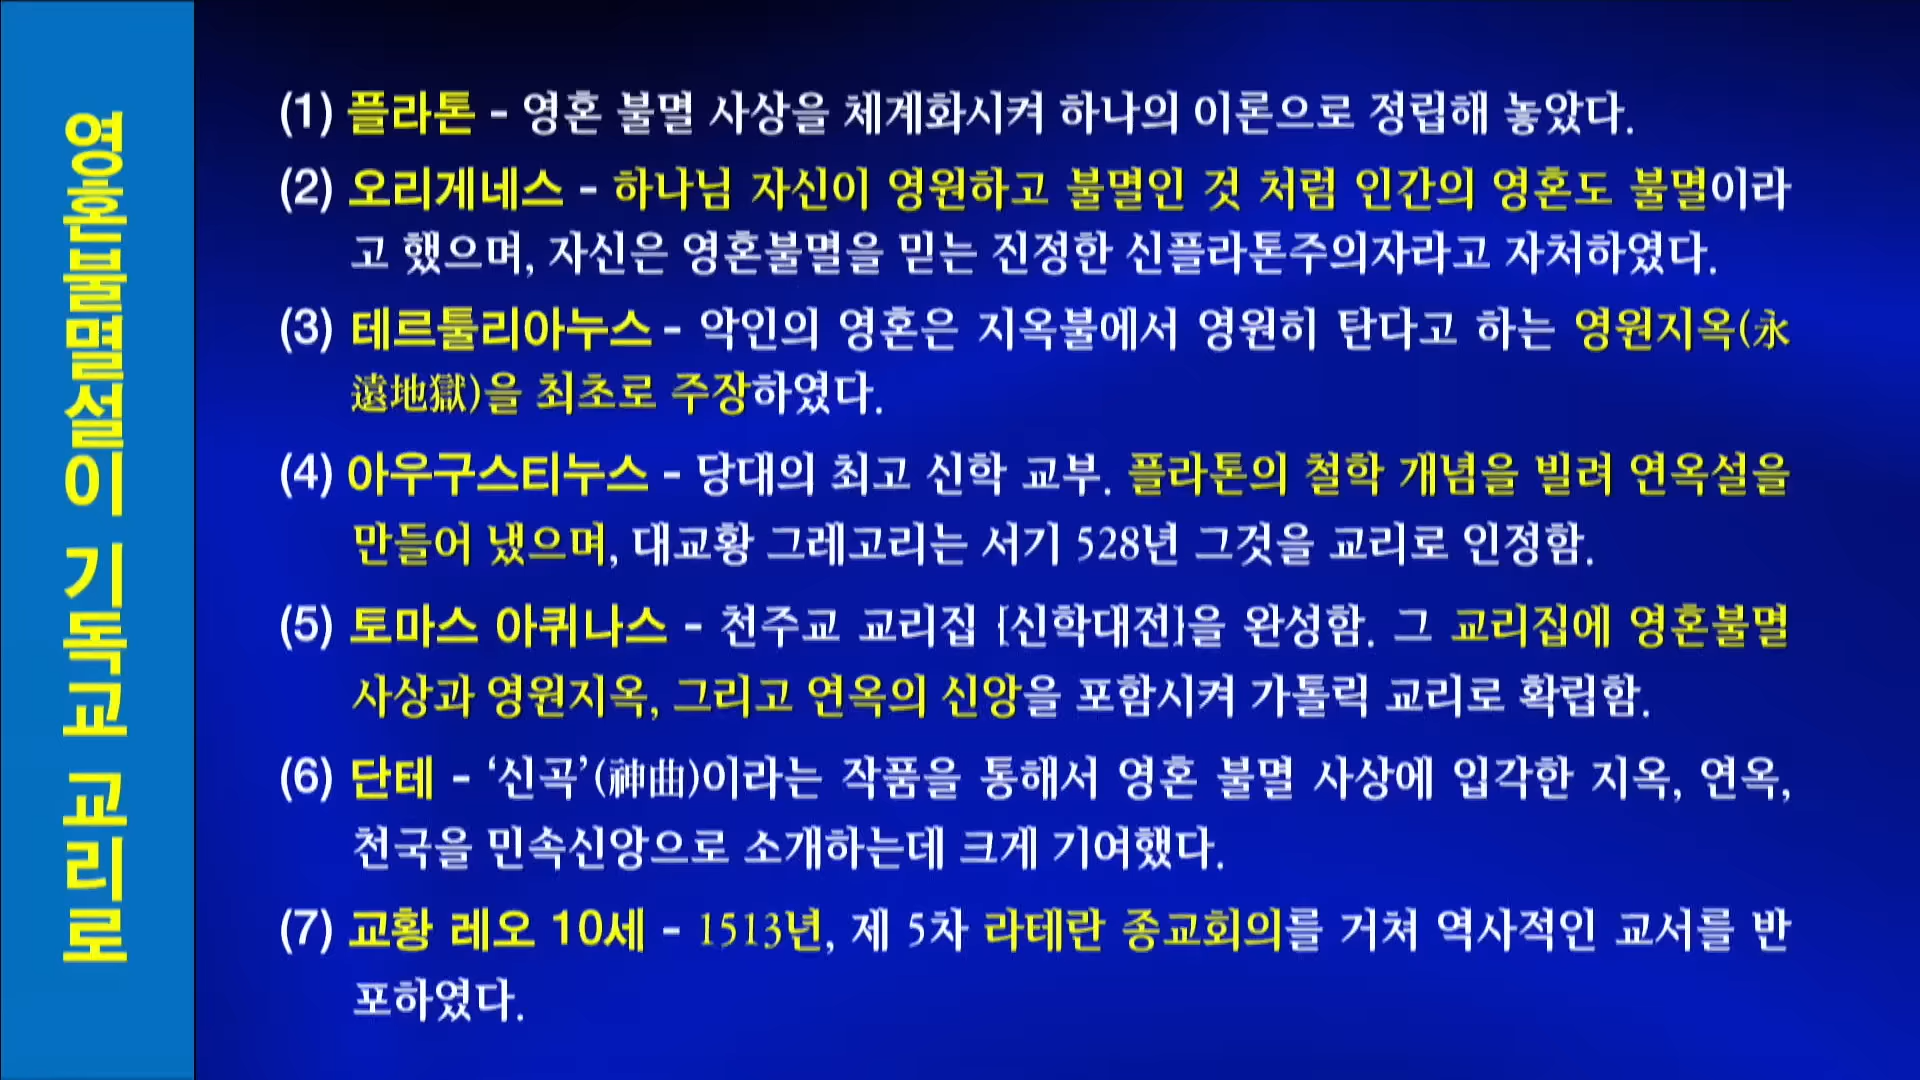 영혼불멸설이 기독교 교리로
(1) 플라톤 - 영혼 불멸 사상을 체계화시켜 하나의 이론으로 정립해 놓았다.
(2) 오리게네스 - 하나님 자신이 영원하고 불멸인 것 처럼 인간의 영혼도 불멸이라
고 했으며, 자신은 영혼불멸을 믿는 진정한 신플라톤주의자라고 자처하였다.
(3) 테르툴리아누스 - 악인의 영혼은 지옥불에서 영원히 탄다고 하는 영원지옥(永
遠地獄)을 최초로 주장하였다.
(4) 아우구스티누스 - 당대의 최고 신학 교부. 플라톤의 철학 개념을 빌려 연옥설을
만들어 냈으며, 대교황 그레고리는 서기 528년 그것을 교리로 인정함.
(5) 토마스 아퀴나스 - 천주교 교리집 [신학대전]을 완성함. 그 교리집에 영혼불멸
사상과 영원지옥, 그리고 연옥의 신앙을 포함시켜 가톨릭 교리로 확립함.
(6) 단테 - ‘신곡’(神曲)이라는 작품을 통해서 영혼 불멸 사상에 입각한 지옥, 연옥,
천국을 민속신앙으로 소개하는데 크게 기여했다.
(7) 교황 레오 10세 - 1513년, 제 5차 라테란 종교회의를 거쳐 역사적인 교서를 반
포하였다.